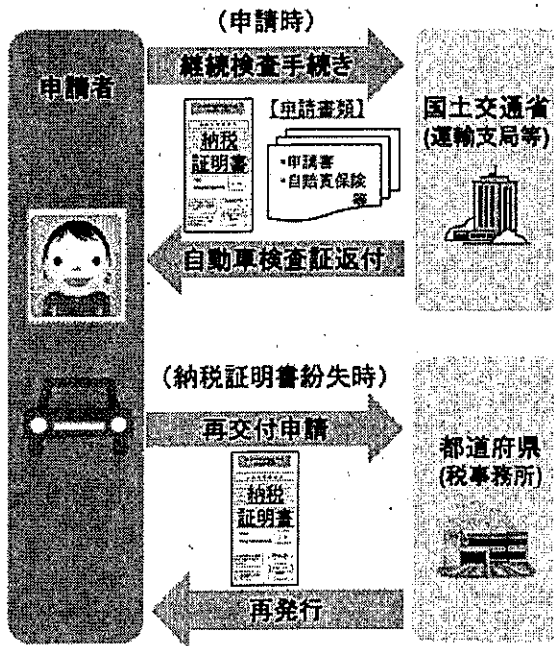 (申請時)
継続検査手続き
申請者
【申請書類】
納税
証明書
・申請書
・自賠責保険
等
国土交通省
(運輸支局等)
自動車検査証返付
(納税証明書紛失時)
再交付申請
納税
証明書
都道府県
(税事務所)
再発行